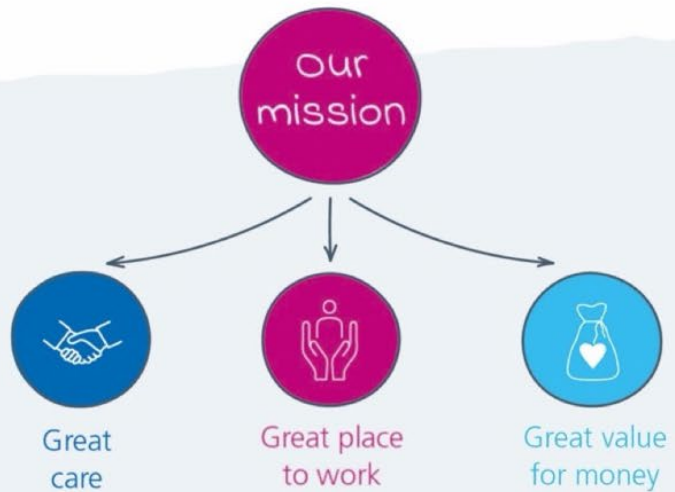 our
mission
Great
care
Great place
to work
Great value
for money